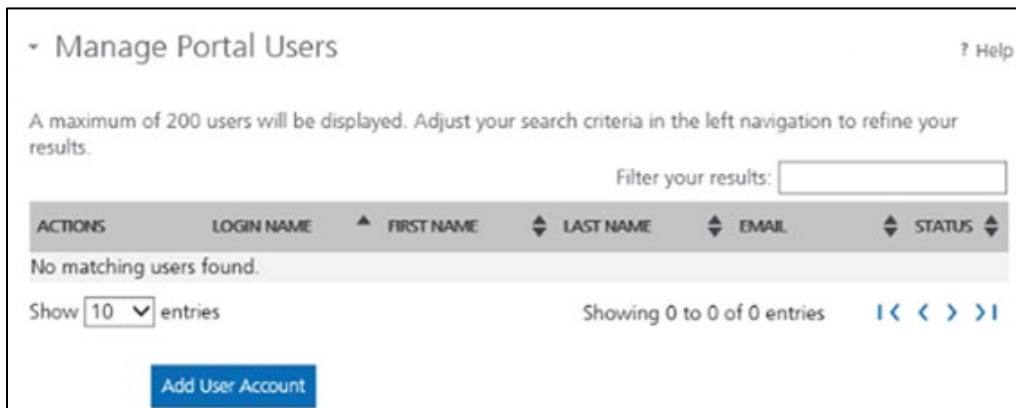 Manage Portal Users
? Help
A maximum of 200 users will be displayed. Adjust your search criteria in the left navigation to refine your
results.
Filter your results:
ACTIONS LOGIN NAME FIRST NAME LAST NAME EMAIL STATUS
No matching users found.
Show 10 entries Showing 0 to 0 of 0 entries
Add User Account